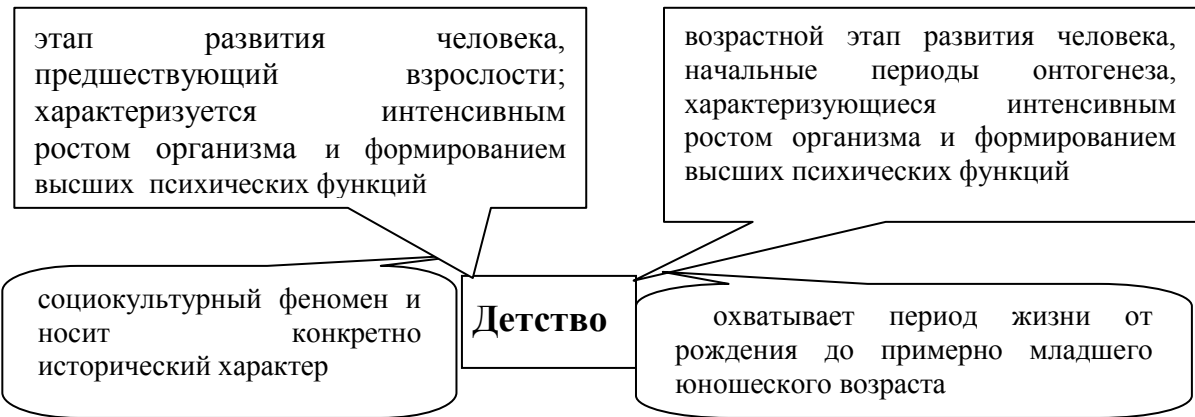 этап развития человека,
предшествующий взрослости;
характеризуется интенсивным
ростом организма и формированием
высших психических функций
возрастной этап развития человека,
начальные периоды онтогенеза,
характеризующиеся интенсивным
ростом организма и формированием
высших психических функций
социокультурный феномен и
носит конкретно
исторический характер
Детство
охватывает период жизни от
рождения до примерно младшего
юношеского возраста